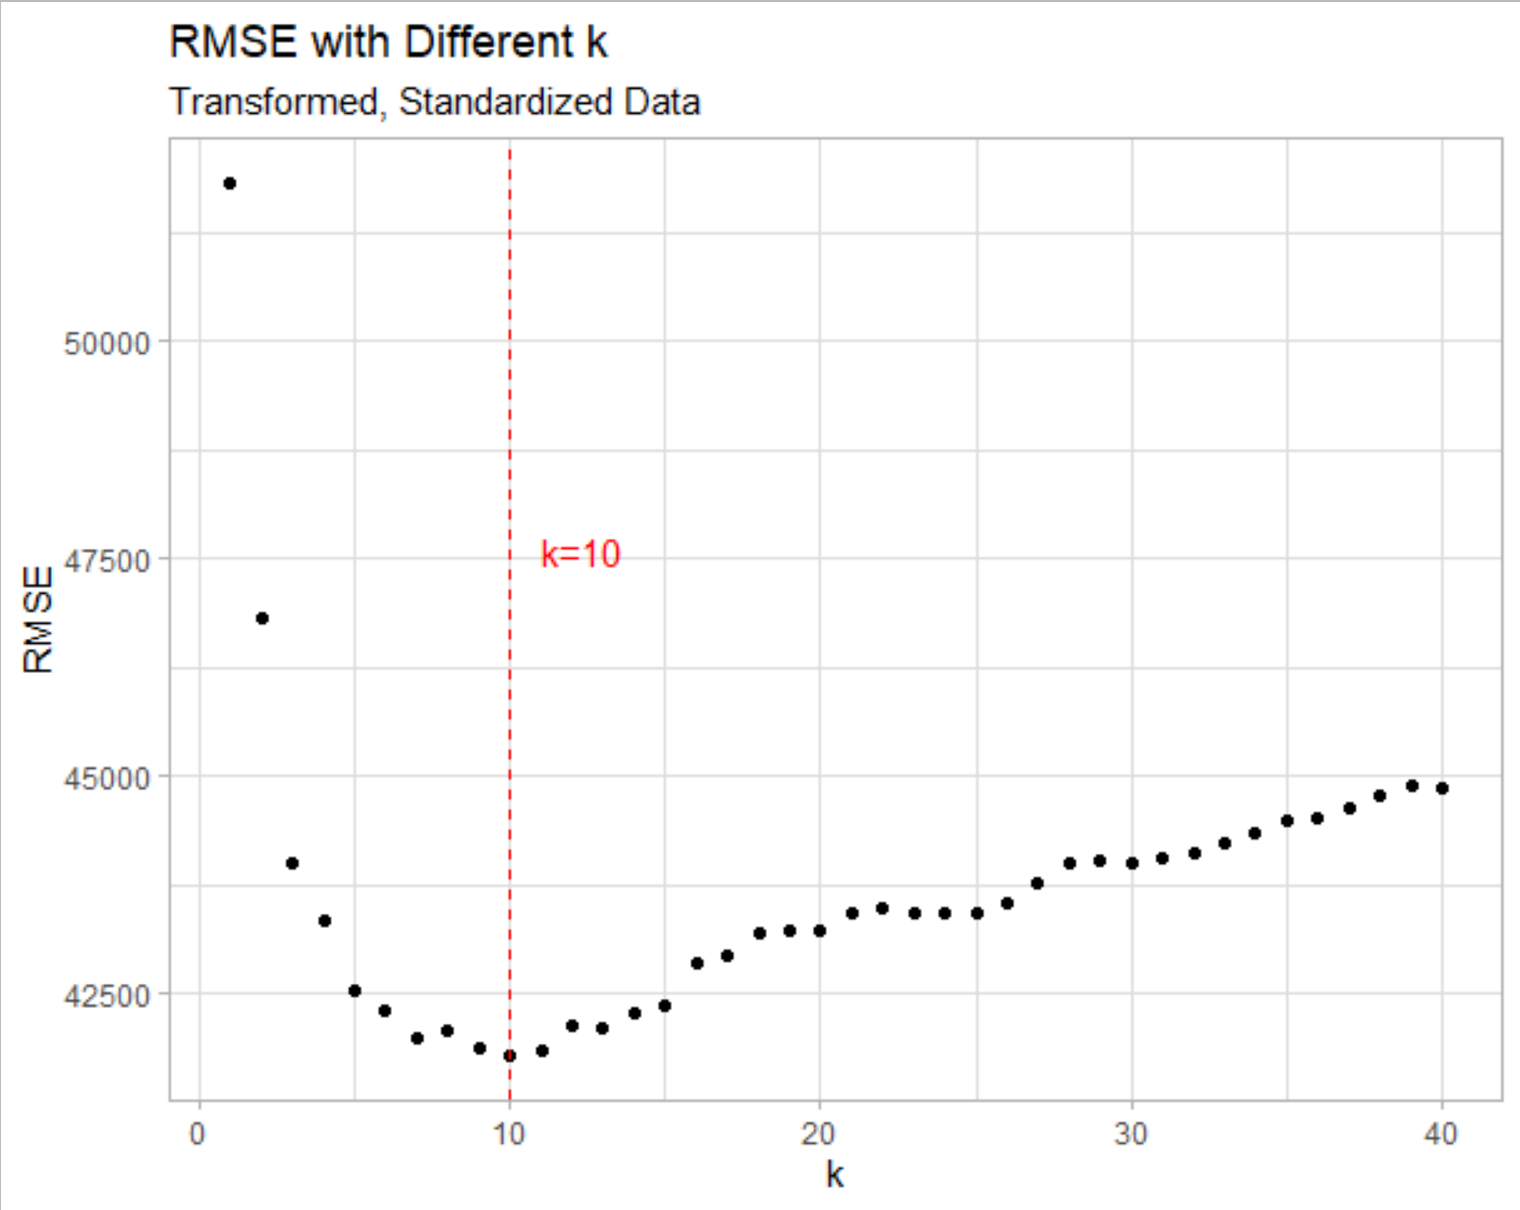 RMSE with Different k
Transformed, Standardized Data
50000
47500
45000
42500
RMSE
k=10
0 10 20 30 40
k